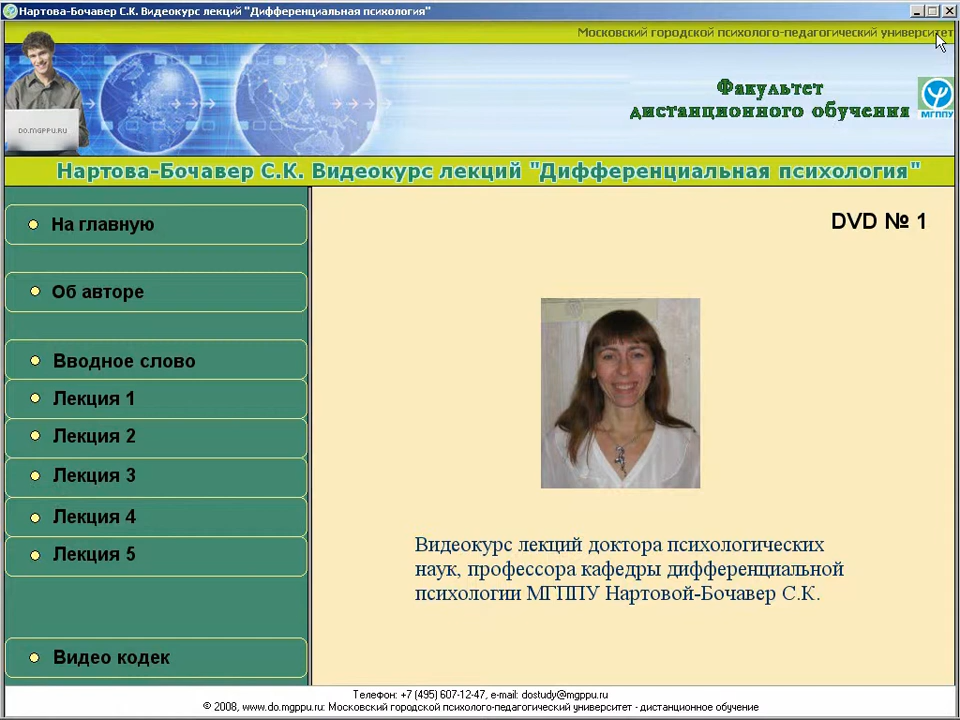 Нартова-Бочавер С.К. Видеокурс лекций "Дифференциальная психология"
Московский городской психолого-педагогический университет
Факультет
дистанционного обучения
МГППУ
DO.MGPPU.RU
Нартова-Бочавер С.К. Видеокурс лекций "Дифференциальная психология"
На главную
Об авторе
Вводное слово
Лекция 1
Лекция 2
Лекция 3
Лекция 4
Лекция 5
Видео кодек
DVD № 1
Видеокурс лекций доктора психологических
наук, профессора кафедры дифференциальной
психологии МГППУ Нартовой-Бочавер С.К.
Телефон: +7 (495) 607-12-47, e-mail: dostudy@mgppu.ru
© 2008, www.do.mgppu.ru: Московский городской психолого-педагогический университет - дистанционное обучение